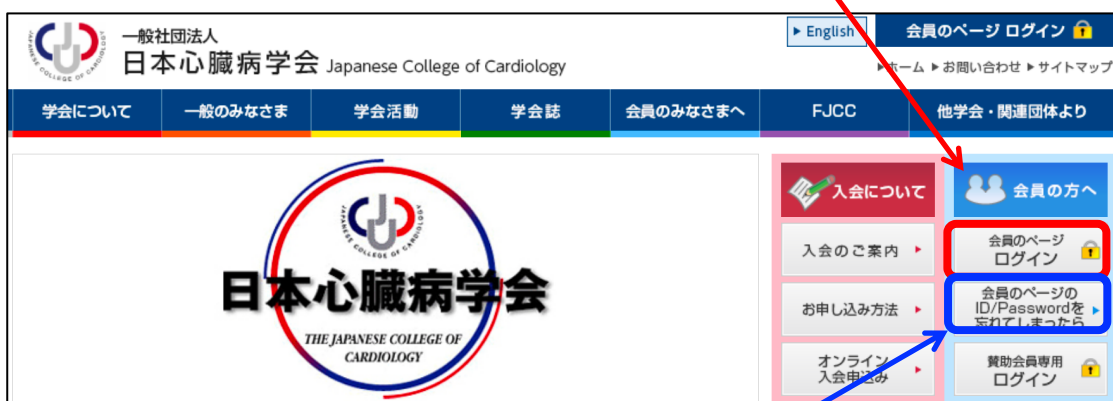 ▶ English
会員のページ ログイン
一般社団法人
日本心臓病学会 Japanese College of Cardiology
▶ホーム ▶お問い合わせ ▶サイトマップ
学会について
一般のみなさま
学会活動
学会誌
会員のみなさまへ
FJCC
他学会・関連団体より
JAPANESE COLLEGE OF CARDIOLOGY
日本心臓病学会
THE JAPANESE COLLEGE OF
CARDIOLOGY
入会について
入会のご案内
お申し込み方法
オンライン
入会申込み
会員の方へ
会員のページ
ログイン
会員のページの
ID/Passwordを
忘れてしまったら
賛助会員専用
ログイン